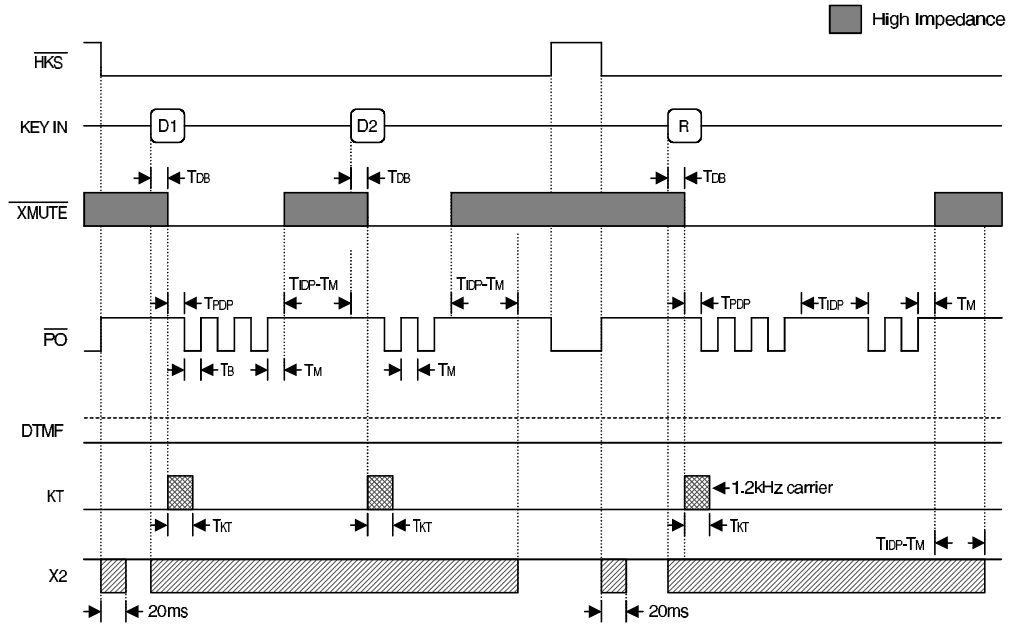 High Impedance
HKS
KEY IN D1 D2 R
TDB TDB TDB
XMUTE
TIDP-TM TIDP-TM
TPDP TPDP TIDP TM
PO
TB TM TM
DTMF
KT 1.2kHz carrier
TKT TKT TKT
TIDP-TM
X2
20ms 20ms